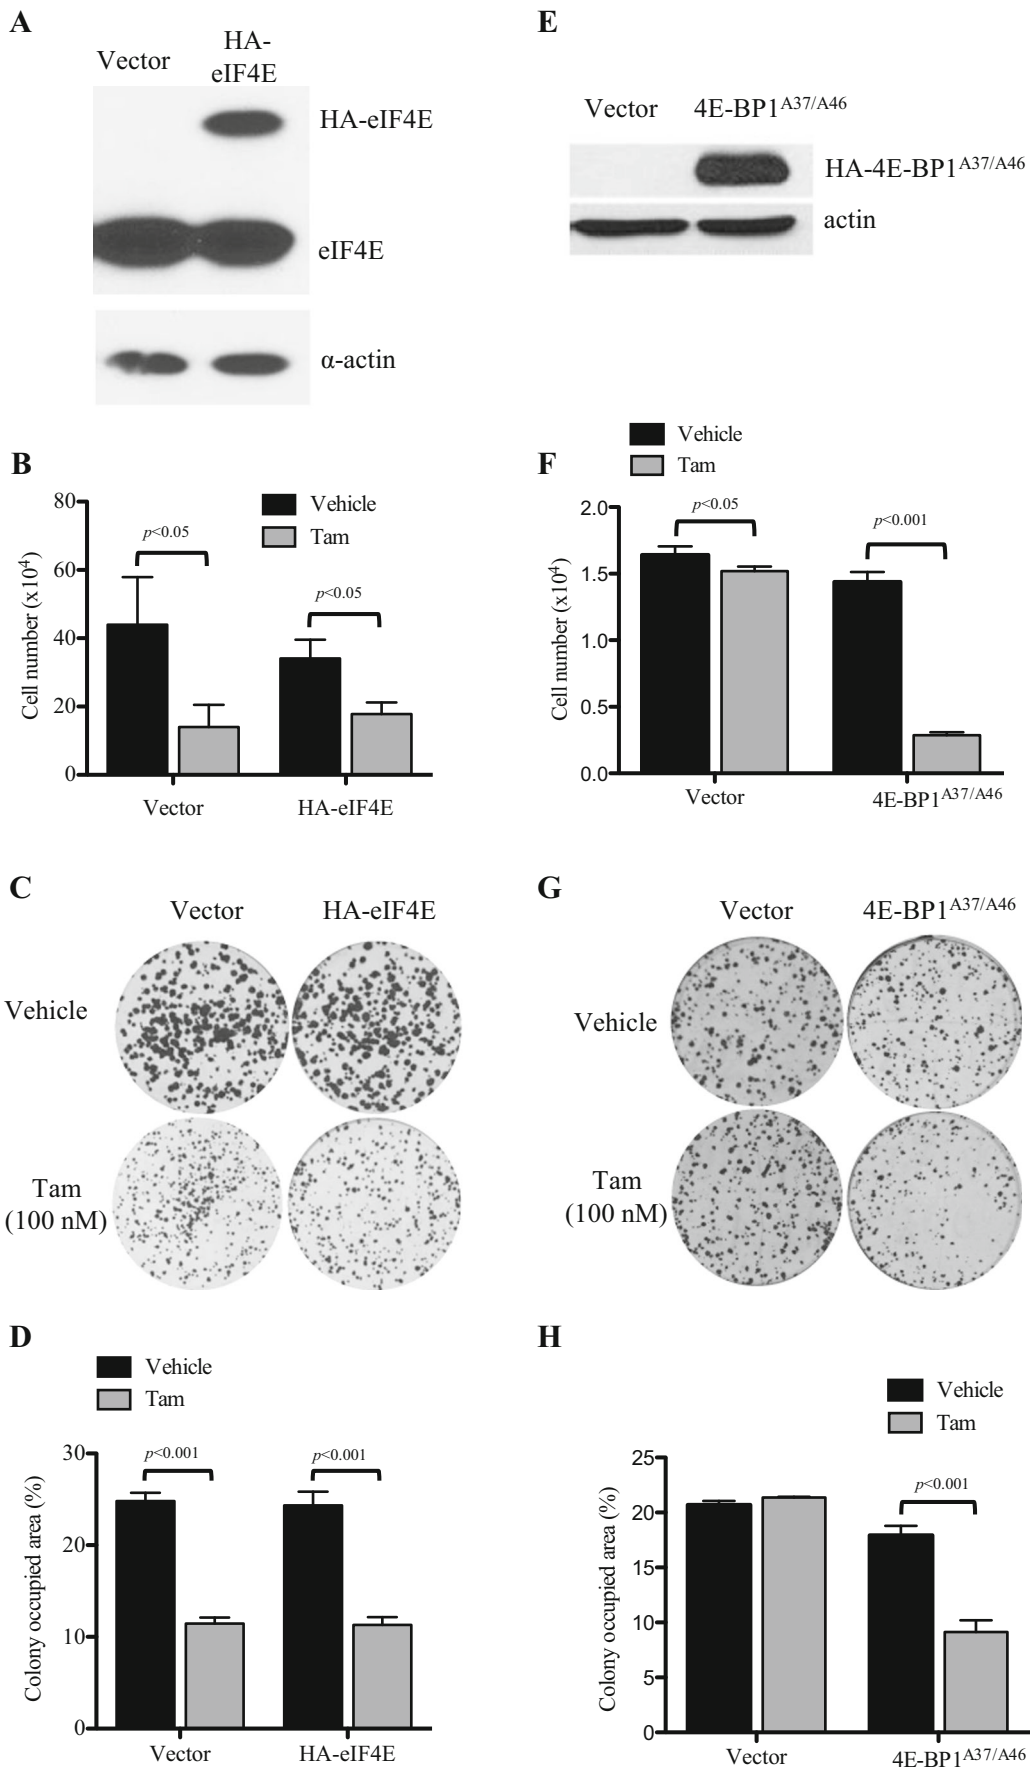 A
Vector
HA-
eIF4E
HA-eIF4E
eIF4E
α-actin
B
Vehicle
Tam
80
60
40
20
0
Cell number (x10⁴)
p<0.05
p<0.05
Vector
HA-eIF4E
C
Vector
HA-eIF4E
Vehicle
Tam
(100 nM)
D
Vehicle
Tam
30
20
10
0
Colony occupied area (%)
p<0.001
p<0.001
Vector
HA-eIF4E
E
Vector
4E-BP1ᴬ³⁷/ᴬ⁴⁶
HA-4E-BP1ᴬ³⁷/ᴬ⁴⁶
actin
F
Vehicle
Tam
2.0
1.5
1.0
0.5
0.0
Cell number (x10⁴)
p<0.05
p<0.001
Vector
4E-BP1ᴬ³⁷/ᴬ⁴⁶
G
Vector
4E-BP1ᴬ³⁷/ᴬ⁴⁶
Vehicle
Tam
(100 nM)
H
Vehicle
Tam
25
20
15
10
5
0
Colony occupied area (%)
p<0.001
Vector
4E-BP1ᴬ³⁷/ᴬ⁴⁶